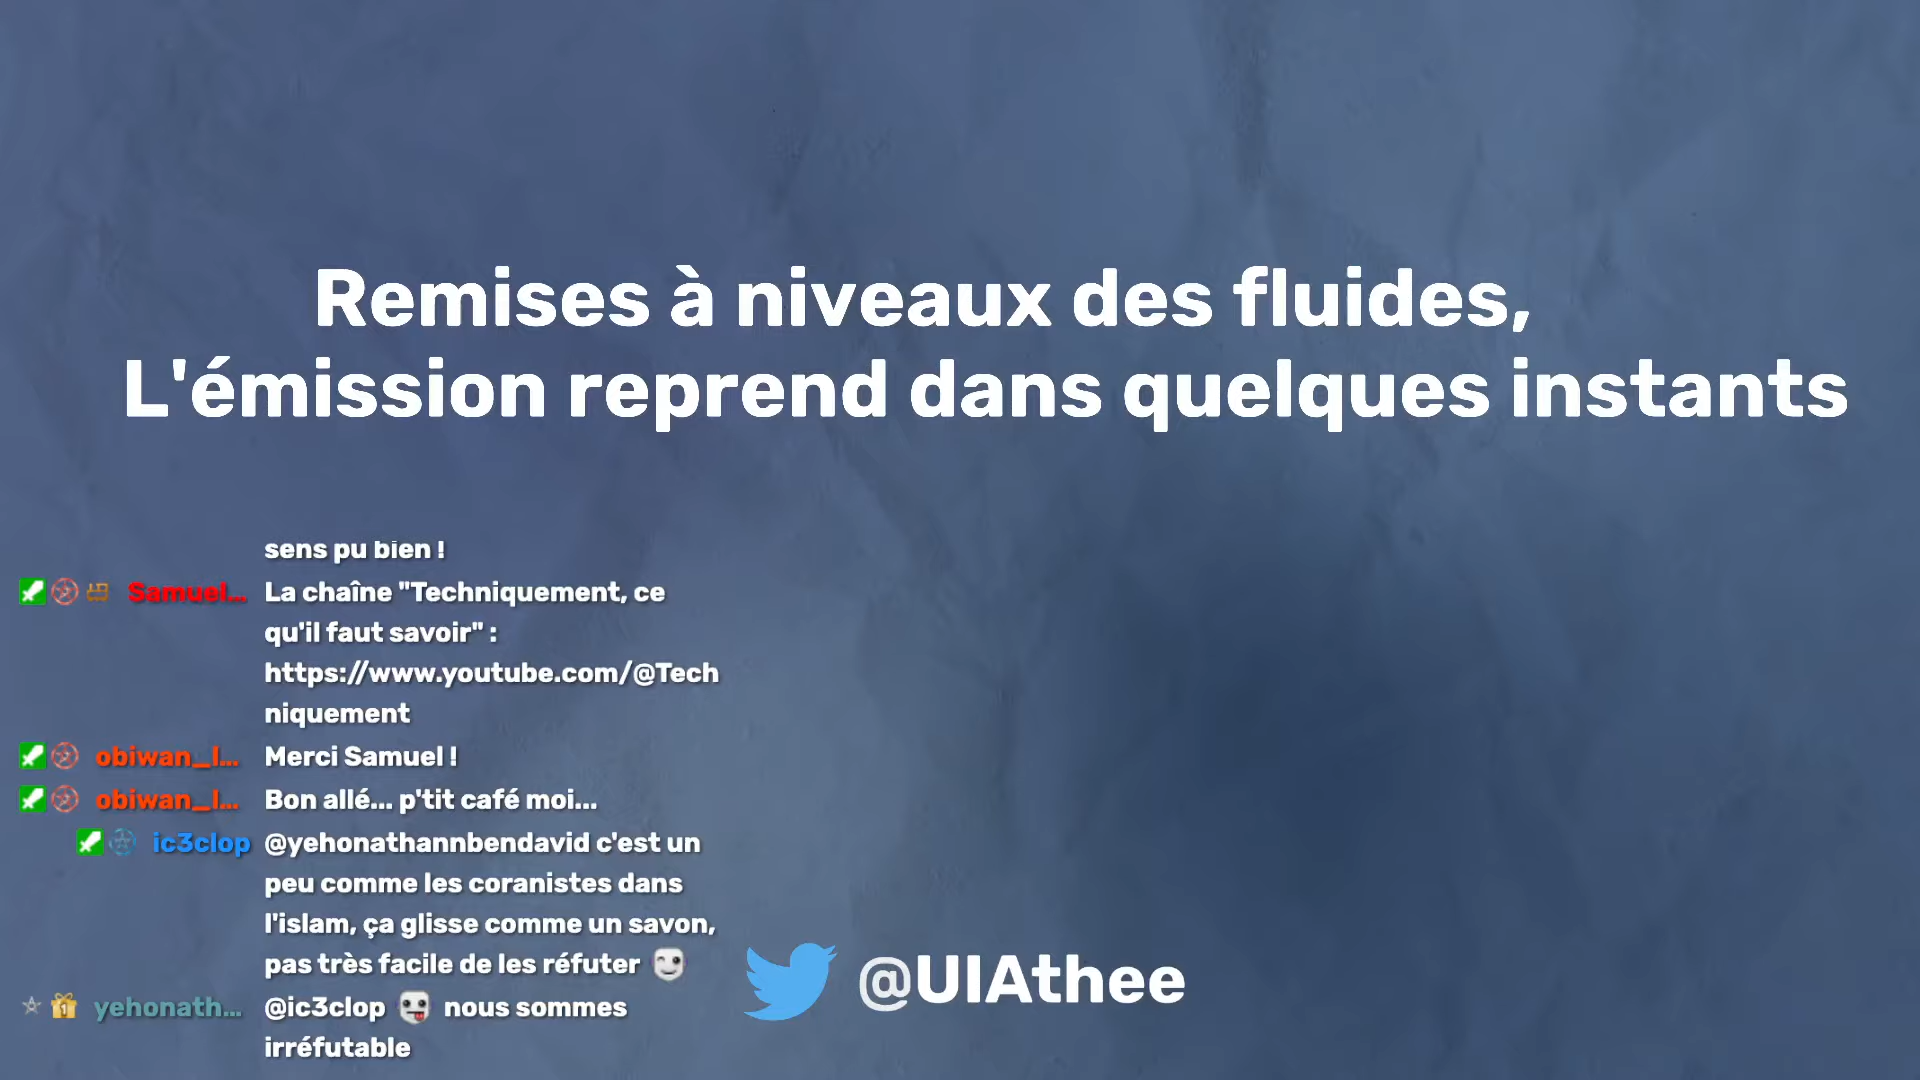 Remises à niveaux des fluides,
L'émission reprend dans quelques instants
sens pu bien !
Samuel... La chaîne "Techniquement, ce
qu'il faut savoir" :
https://www.youtube.com/@Tech
niquement
obiwan_l... Merci Samuel !
obiwan_l... Bon allé... p'tit café moi...
ic3clop @yehonathannbendavid c'est un
peu comme les coranistes dans
l'islam, ça glisse comme un savon,
pas très facile de les réfuter
yehonath... @ic3clop nous sommes
irréfutable
@UIAthee